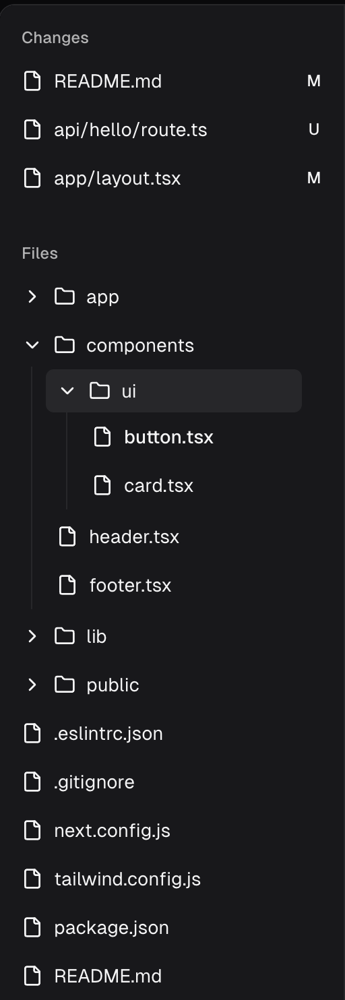 Changes
README.md M
api/hello/route.ts U
app/layout.tsx M
Files
app
components
ui
button.tsx
card.tsx
header.tsx
footer.tsx
lib
public
.eslintrc.json
.gitignore
next.config.js
tailwind.config.js
package.json
README.md